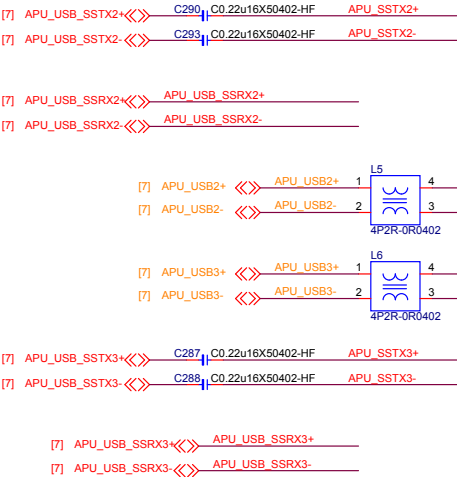 [7] APU_USB_SSTX2+ C290 C0.22u16X50402-HF APU_SSTX2+
[7] APU_USB_SSTX2- C293 C0.22u16X50402-HF APU_SSTX2-
[7] APU_USB_SSRX2+ APU_USB_SSRX2+
[7] APU_USB_SSRX2- APU_USB_SSRX2-
L5
[7] APU_USB2+ APU_USB2+ 1 4
[7] APU_USB2- APU_USB2- 2 3
4P2R-0R0402
L6
[7] APU_USB3+ APU_USB3+ 1 4
[7] APU_USB3- APU_USB3- 2 3
4P2R-0R0402
[7] APU_USB_SSTX3+ C287 C0.22u16X50402-HF APU_SSTX3+
[7] APU_USB_SSTX3- C288 C0.22u16X50402-HF APU_SSTX3-
[7] APU_USB_SSRX3+ APU_USB_SSRX3+
[7] APU_USB_SSRX3- APU_USB_SSRX3-